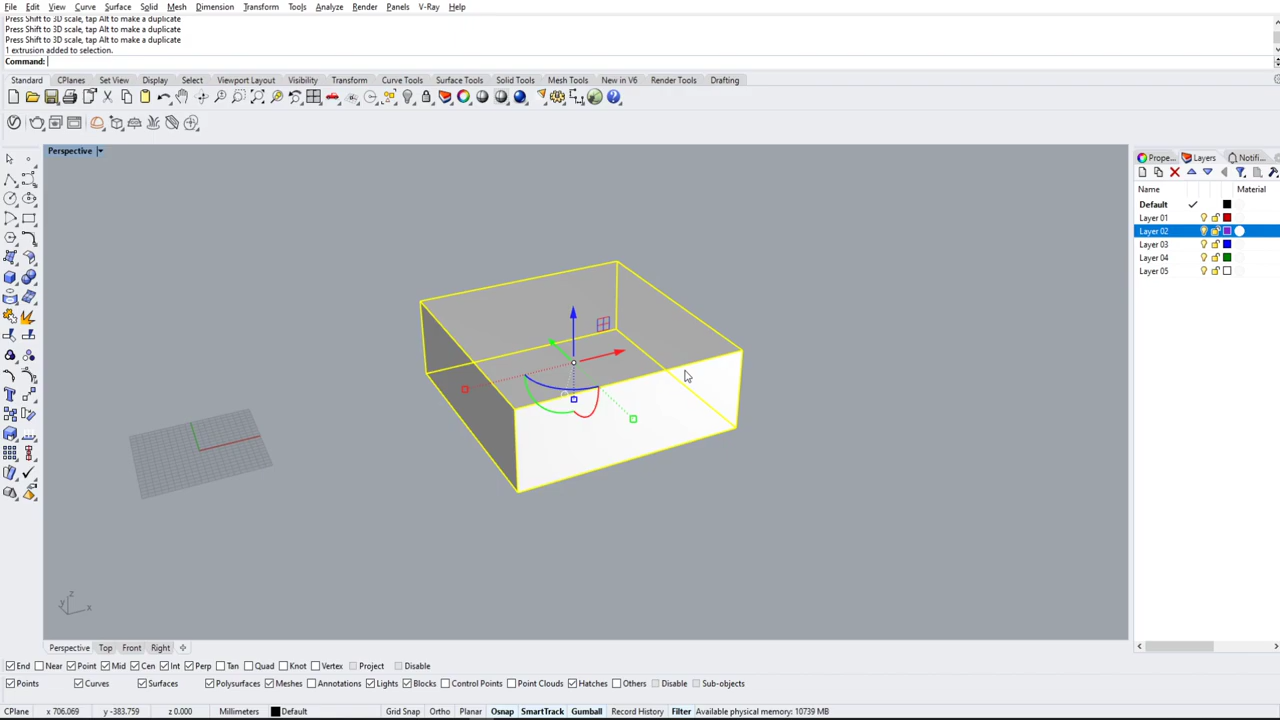 File Edit View Curve Surface Solid Mesh Dimension Transform Tools Analyze Render Panels V-Ray Help
Press Shift to 3D scale, tap Alt to make a duplicate
Press Shift to 3D scale, tap Alt to make a duplicate
Press Shift to 3D scale, tap Alt to make a duplicate
1 extrusion added to selection.
Command:
Standard CPlanes Set View Display Select Viewport Layout Visibility Transform Curve Tools Surface Tools Solid Tools Mesh Tools New in V6 Render Tools Drafting
Perspective
Prope... Layers Notifi...
Name Material
Default
Layer 01
Layer 02
Layer 03
Layer 04
Layer 05
z
y x
Perspective Top Front Right
End Near Point Mid Cen Int Perp Tan Quad Knot Vertex Project Disable
Points Curves Surfaces Polysurfaces Meshes Annotations Lights Blocks Control Points Point Clouds Hatches Others Disable Sub-objects
CPlane x 706.069 y -383.759 z 0.000 Millimeters Default Grid Snap Ortho Planar Osnap SmartTrack Gumball Record History Filter Available physical memory: 10739 MB